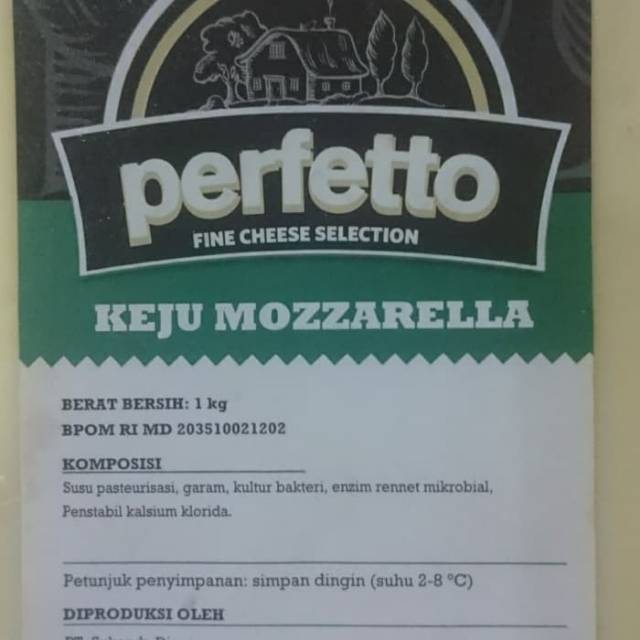 perfetto
FINE CHEESE SELECTION
KEJU MOZZARELLA
BERAT BERSIH: 1 kg
BPOM RI MD 203510021202
KOMPOSISI
Susu pasteurisasi, garam, kultur bakteri, enzim rennet mikrobial,
Penstabil kalsium klorida.
Petunjuk penyimpanan: simpan dingin (suhu 2-8 °C)
DIPRODUKSI OLEH